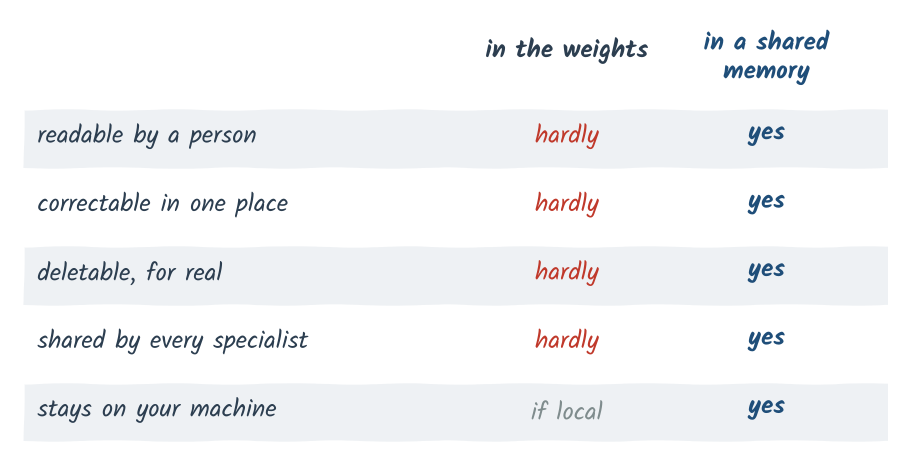 in the weights
in a shared
memory
readable by a person hardly yes
correctable in one place hardly yes
deletable, for real hardly yes
shared by every specialist hardly yes
stays on your machine if local yes